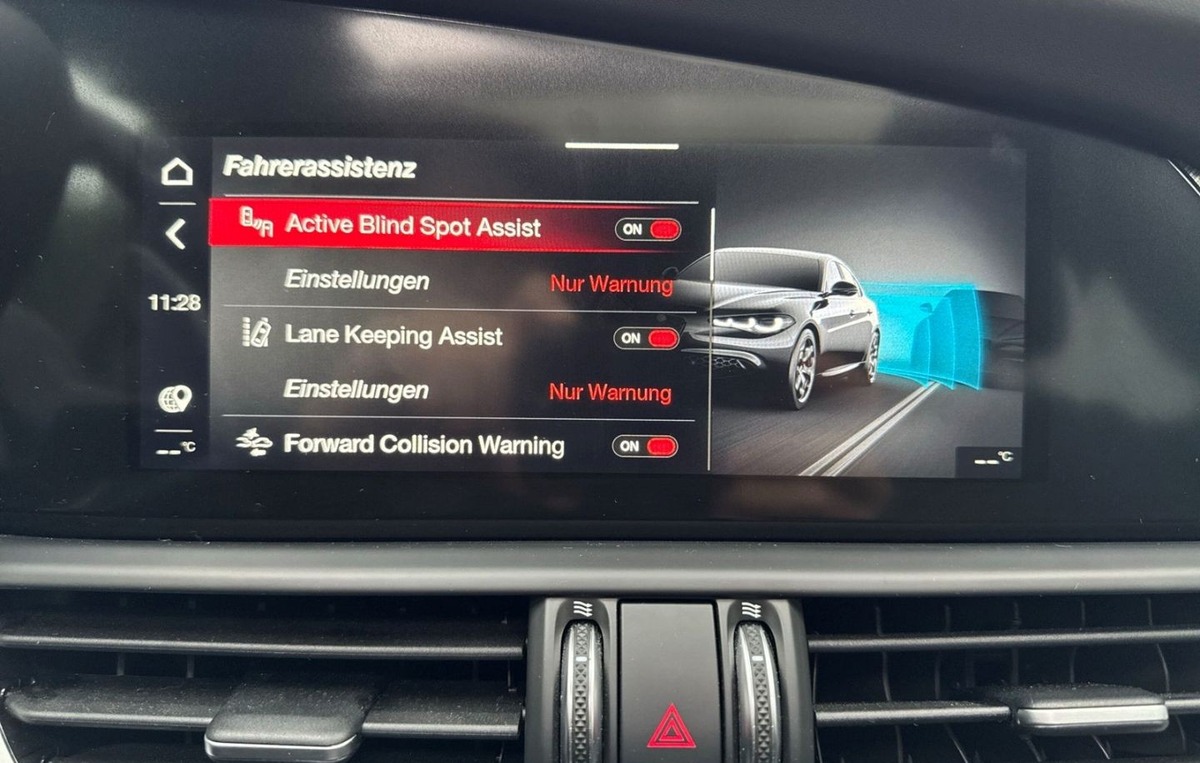 Fahrerassistenz
Active Blind Spot Assist ON
Einstellungen Nur Warnung
11:28
Lane Keeping Assist ON
Einstellungen Nur Warnung
Forward Collision Warning ON
--°C
--°C